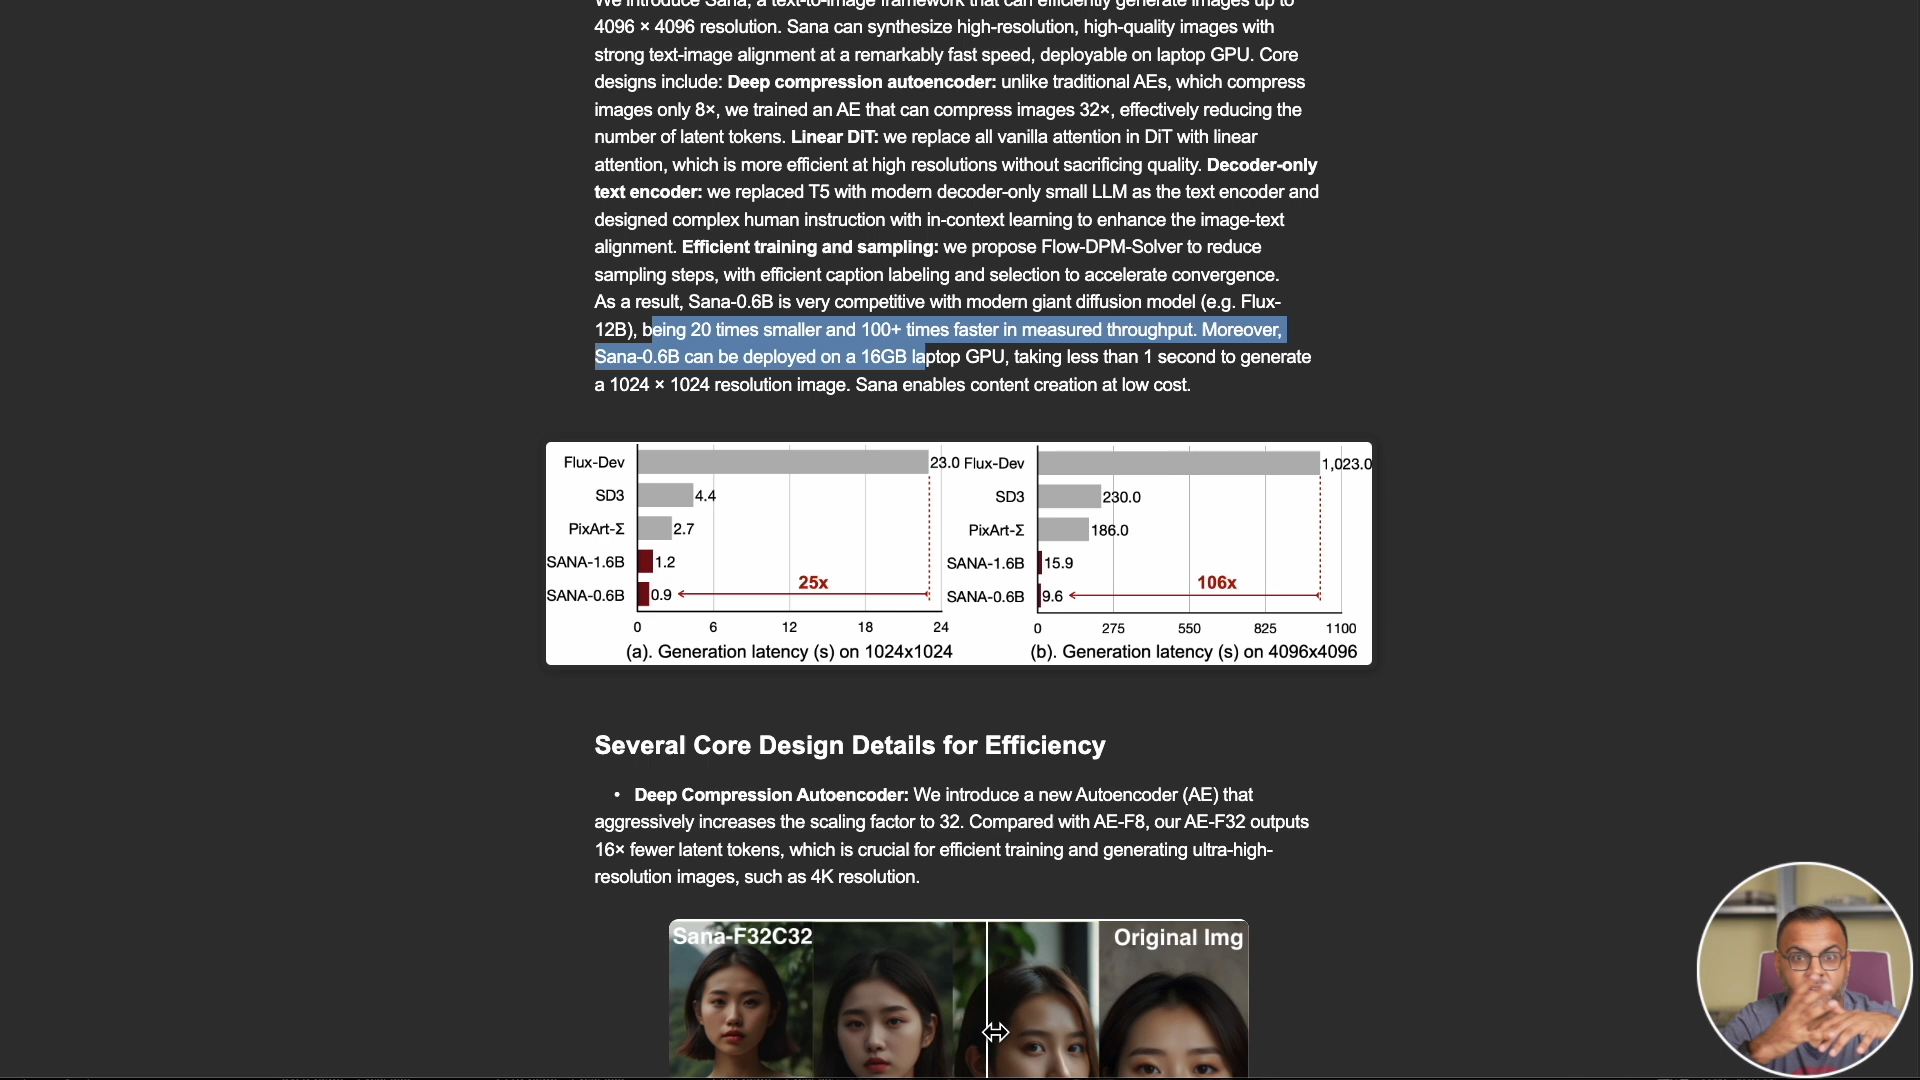 We introduce Sana, a text-to-image framework that can efficiently generate images up to
4096 × 4096 resolution. Sana can synthesize high-resolution, high-quality images with
strong text-image alignment at a remarkably fast speed, deployable on laptop GPU. Core
designs include: Deep compression autoencoder: unlike traditional AEs, which compress
images only 8×, we trained an AE that can compress images 32×, effectively reducing the
number of latent tokens. Linear DiT: we replace all vanilla attention in DiT with linear
attention, which is more efficient at high resolutions without sacrificing quality. Decoder-only
text encoder: we replaced T5 with modern decoder-only small LLM as the text encoder and
designed complex human instruction with in-context learning to enhance the image-text
alignment. Efficient training and sampling: we propose Flow-DPM-Solver to reduce
sampling steps, with efficient caption labeling and selection to accelerate convergence.
As a result, Sana-0.6B is very competitive with modern giant diffusion model (e.g. Flux-
12B), being 20 times smaller and 100+ times faster in measured throughput. Moreover,
Sana-0.6B can be deployed on a 16GB laptop GPU, taking less than 1 second to generate
a 1024 × 1024 resolution image. Sana enables content creation at low cost.
Flux-Dev 23.0
SD3 4.4
PixArt-Σ 2.7
SANA-1.6B 1.2
SANA-0.6B 0.9 25x
0 6 12 18 24
(a). Generation latency (s) on 1024x1024
Flux-Dev 1,023.0
SD3 230.0
PixArt-Σ 186.0
SANA-1.6B 15.9
SANA-0.6B 9.6 106x
0 275 550 825 1100
(b). Generation latency (s) on 4096x4096
Several Core Design Details for Efficiency
• Deep Compression Autoencoder: We introduce a new Autoencoder (AE) that
aggressively increases the scaling factor to 32. Compared with AE-F8, our AE-F32 outputs
16× fewer latent tokens, which is crucial for efficient training and generating ultra-high-
resolution images, such as 4K resolution.
Sana-F32C32
Original Img